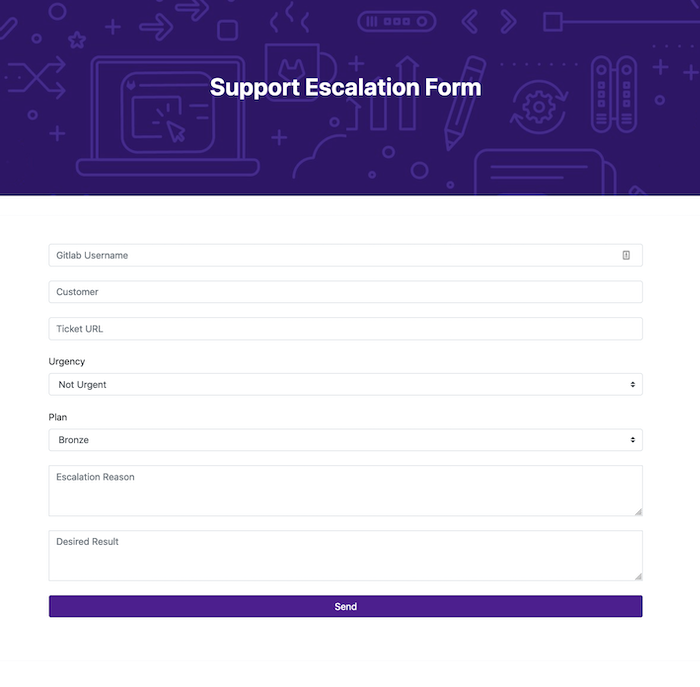 Support Escalation Form
Gitlab Username
Customer
Ticket URL
Urgency
Not Urgent
Plan
Bronze
Escalation Reason
Desired Result
Send